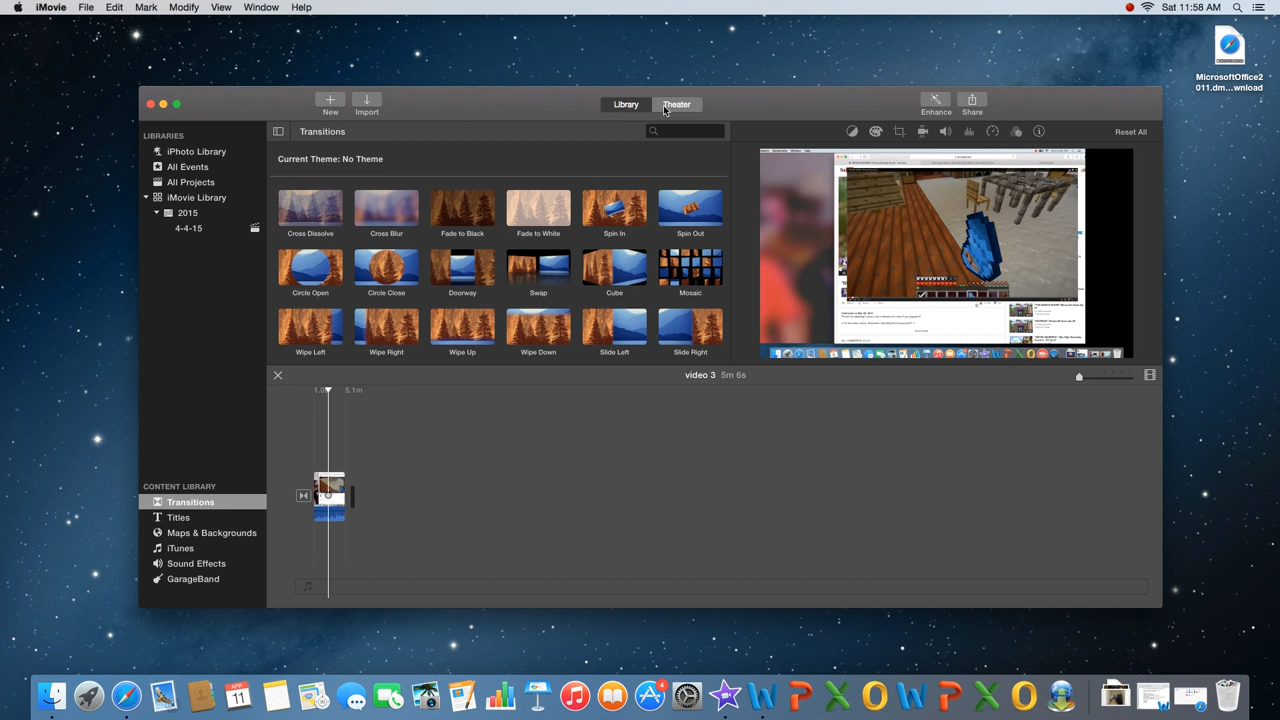 iMovie File Edit Mark Modify View Window Help
Sat 11:58 AM
MicrosoftOffice2
011.dm...wnload
DOWNLOAD
New
Import
Library
Theater
Enhance
Share
LIBRARIES
iPhoto Library
All Events
All Projects
iMovie Library
2015
4-4-15
Transitions
Reset All
Current Theme: No Theme
Cross Dissolve
Cross Blur
Fade to Black
Fade to White
Spin In
Spin Out
Circle Open
Circle Close
Doorway
Swap
Cube
Mosaic
Wipe Left
Wipe Right
Wipe Up
Wipe Down
Slide Left
Slide Right
video 3 5m 6s
5.1m
CONTENT LIBRARY
Transitions
Titles
Maps & Backgrounds
iTunes
Sound Effects
GarageBand
APR
11
4